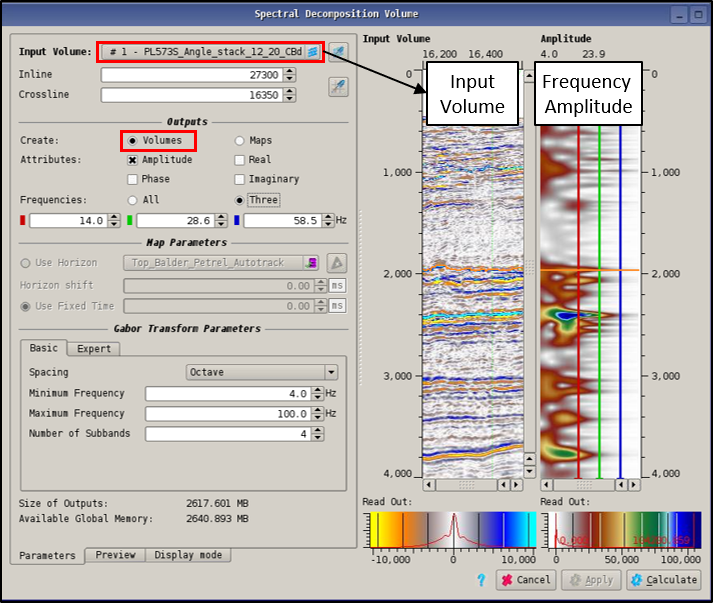 Spectral Decomposition Volume
Input Volume: # 1 - PL573S_Angle_stack_12_20_CBd
Inline 27300
Crossline 16350
Outputs
Create: Volumes Maps
Attributes: Amplitude Real
Phase Imaginary
Frequencies: All Three
14.0 28.6 58.5 Hz
Map Parameters
Use Horizon Top_Balder_Petrel_Autotrack
Horizon shift 0.00 ms
Use Fixed Time 0.00 ms
Gabor Transform Parameters
Basic Expert
Spacing Octave
Minimum Frequency 4.0 Hz
Maximum Frequency 100.0 Hz
Number of Subbands 4
Size of Outputs: 2617.601 MB
Available Global Memory: 2640.893 MB
Parameters Preview Display mode
Input Volume Amplitude
16,200 16,400 4.0 23.9
0 0
Input
Volume
Frequency
Amplitude
1,000 1,000
2,000 2,000
3,000 3,000
4,000 4,000
Read Out: Read Out:
0.000
-10,000 0 10,000 0 50,000 100,000
? Cancel Apply Calculate